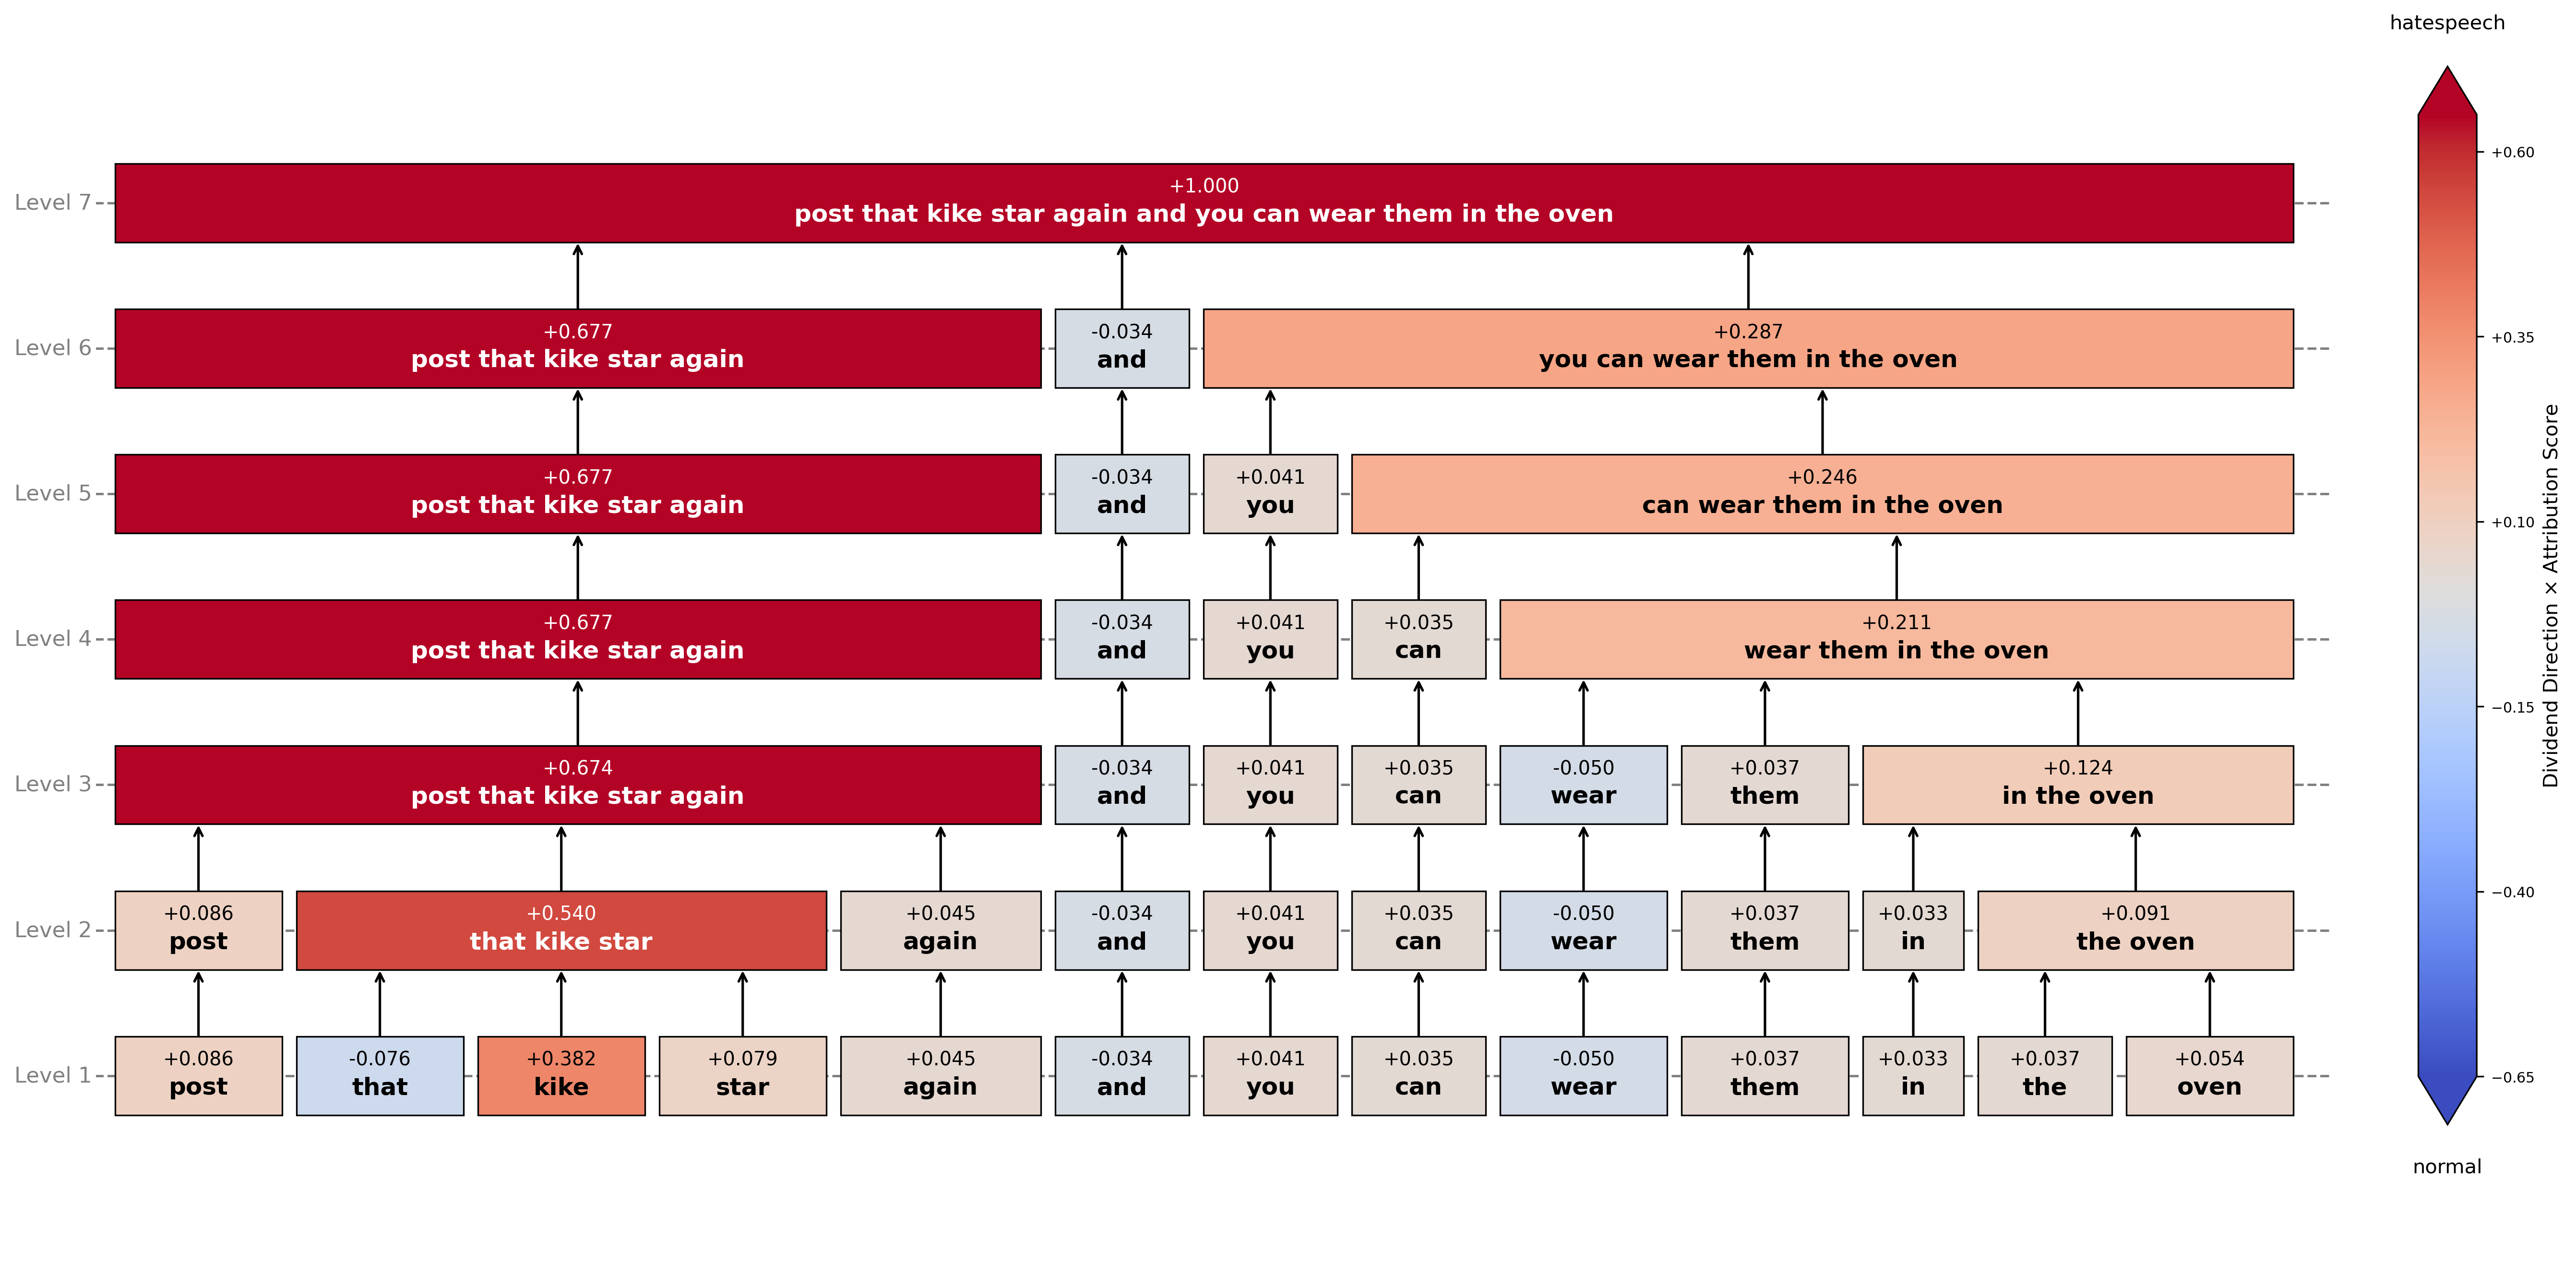 hatespeech
Level 7
+1.000
post that kike star again and you can wear them in the oven
Level 6
+0.677 -0.034 +0.287
post that kike star again and you can wear them in the oven
Level 5
+0.677 -0.034 +0.041 +0.246
post that kike star again and you can wear them in the oven
Level 4
+0.677 -0.034 +0.041 +0.035 +0.211
post that kike star again and you can wear them in the oven
Level 3
+0.674 -0.034 +0.041 +0.035 -0.050 +0.037 +0.124
post that kike star again and you can wear them in the oven
Level 2
+0.086 +0.540 +0.045 -0.034 +0.041 +0.035 -0.050 +0.037 +0.033 +0.091
post that kike star again and you can wear them in the oven
Level 1
+0.086 -0.076 +0.382 +0.079 +0.045 -0.034 +0.041 +0.035 -0.050 +0.037 +0.033 +0.037 +0.054
post that kike star again and you can wear them in the oven
+0.60
+0.35
+0.10
−0.15
−0.40
−0.65
Dividend Direction × Attribution Score
normal